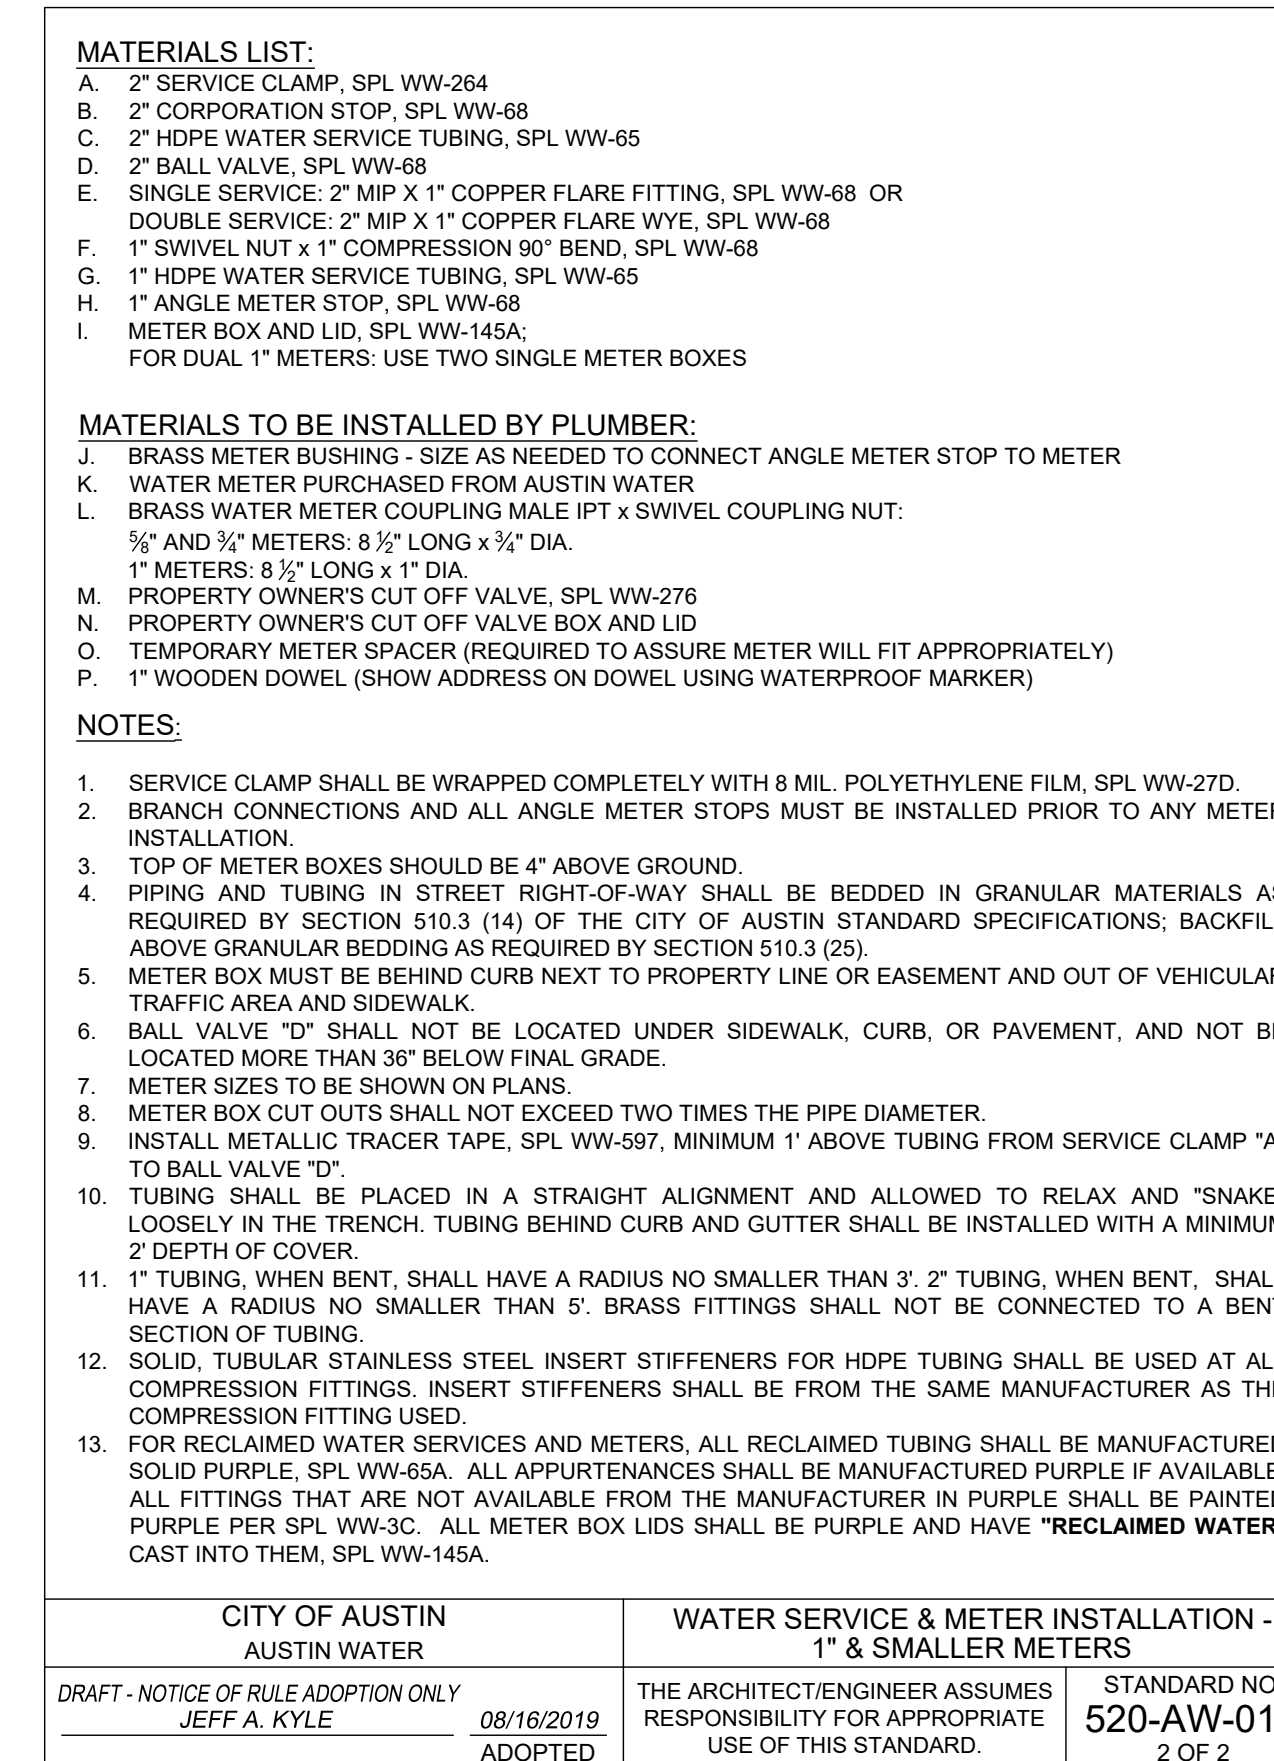 MATERIALS LIST:
A. 2" SERVICE CLAMP, SPL WW-264
B. 2" CORPORATION STOP, SPL WW-68
C. 2" HDPE WATER SERVICE TUBING, SPL WW-65
D. 2" BALL VALVE, SPL WW-68
E. SINGLE SERVICE: 2" MIP X 1" COPPER FLARE FITTING, SPL WW-68 OR
DOUBLE SERVICE: 2" MIP X 1" COPPER FLARE WYE, SPL WW-68
F. 1" SWIVEL NUT x 1" COMPRESSION 90° BEND, SPL WW-68
G. 1" HDPE WATER SERVICE TUBING, SPL WW-65
H. 1" ANGLE METER STOP, SPL WW-68
I. METER BOX AND LID, SPL WW-145A;
FOR DUAL 1" METERS: USE TWO SINGLE METER BOXES
MATERIALS TO BE INSTALLED BY PLUMBER:
J. BRASS METER BUSHING - SIZE AS NEEDED TO CONNECT ANGLE METER STOP TO METER
K. WATER METER PURCHASED FROM AUSTIN WATER
L. BRASS WATER METER COUPLING MALE IPT x SWIVEL COUPLING NUT:
⅝" AND ¾" METERS: 8 ½" LONG x ¾" DIA.
1" METERS: 8 ½" LONG x 1" DIA.
M. PROPERTY OWNER'S CUT OFF VALVE, SPL WW-276
N. PROPERTY OWNER'S CUT OFF VALVE BOX AND LID
O. TEMPORARY METER SPACER (REQUIRED TO ASSURE METER WILL FIT APPROPRIATELY)
P. 1" WOODEN DOWEL (SHOW ADDRESS ON DOWEL USING WATERPROOF MARKER)
NOTES:
1. SERVICE CLAMP SHALL BE WRAPPED COMPLETELY WITH 8 MIL. POLYETHYLENE FILM, SPL WW-27D.
2. BRANCH CONNECTIONS AND ALL ANGLE METER STOPS MUST BE INSTALLED PRIOR TO ANY METER
INSTALLATION.
3. TOP OF METER BOXES SHOULD BE 4" ABOVE GROUND.
4. PIPING AND TUBING IN STREET RIGHT-OF-WAY SHALL BE BEDDED IN GRANULAR MATERIALS AS
REQUIRED BY SECTION 510.3 (14) OF THE CITY OF AUSTIN STANDARD SPECIFICATIONS; BACKFILL
ABOVE GRANULAR BEDDING AS REQUIRED BY SECTION 510.3 (25).
5. METER BOX MUST BE BEHIND CURB NEXT TO PROPERTY LINE OR EASEMENT AND OUT OF VEHICULAR
TRAFFIC AREA AND SIDEWALK.
6. BALL VALVE "D" SHALL NOT BE LOCATED UNDER SIDEWALK, CURB, OR PAVEMENT, AND NOT BE
LOCATED MORE THAN 36" BELOW FINAL GRADE.
7. METER SIZES TO BE SHOWN ON PLANS.
8. METER BOX CUT OUTS SHALL NOT EXCEED TWO TIMES THE PIPE DIAMETER.
9. INSTALL METALLIC TRACER TAPE, SPL WW-597, MINIMUM 1' ABOVE TUBING FROM SERVICE CLAMP "A
TO BALL VALVE "D".
10. TUBING SHALL BE PLACED IN A STRAIGHT ALIGNMENT AND ALLOWED TO RELAX AND "SNAKE
LOOSELY IN THE TRENCH. TUBING BEHIND CURB AND GUTTER SHALL BE INSTALLED WITH A MINIMUM
2' DEPTH OF COVER.
11. 1" TUBING, WHEN BENT, SHALL HAVE A RADIUS NO SMALLER THAN 3'. 2" TUBING, WHEN BENT, SHALL
HAVE A RADIUS NO SMALLER THAN 5'. BRASS FITTINGS SHALL NOT BE CONNECTED TO A BENT
SECTION OF TUBING.
12. SOLID, TUBULAR STAINLESS STEEL INSERT STIFFENERS FOR HDPE TUBING SHALL BE USED AT ALL
COMPRESSION FITTINGS. INSERT STIFFENERS SHALL BE FROM THE SAME MANUFACTURER AS THE
COMPRESSION FITTING USED.
13. FOR RECLAIMED WATER SERVICES AND METERS, ALL RECLAIMED TUBING SHALL BE MANUFACTURED
SOLID PURPLE, SPL WW-65A. ALL APPURTENANCES SHALL BE MANUFACTURED PURPLE IF AVAILABLE
ALL FITTINGS THAT ARE NOT AVAILABLE FROM THE MANUFACTURER IN PURPLE SHALL BE PAINTED
PURPLE PER SPL WW-3C. ALL METER BOX LIDS SHALL BE PURPLE AND HAVE "RECLAIMED WATER
CAST INTO THEM, SPL WW-145A.
CITY OF AUSTIN
AUSTIN WATER
WATER SERVICE & METER INSTALLATION -
1" & SMALLER METERS
DRAFT - NOTICE OF RULE ADOPTION ONLY
JEFF A. KYLE
08/16/2019
ADOPTED
THE ARCHITECT/ENGINEER ASSUMES
RESPONSIBILITY FOR APPROPRIATE
USE OF THIS STANDARD.
STANDARD NO
520-AW-01
2 OF 2